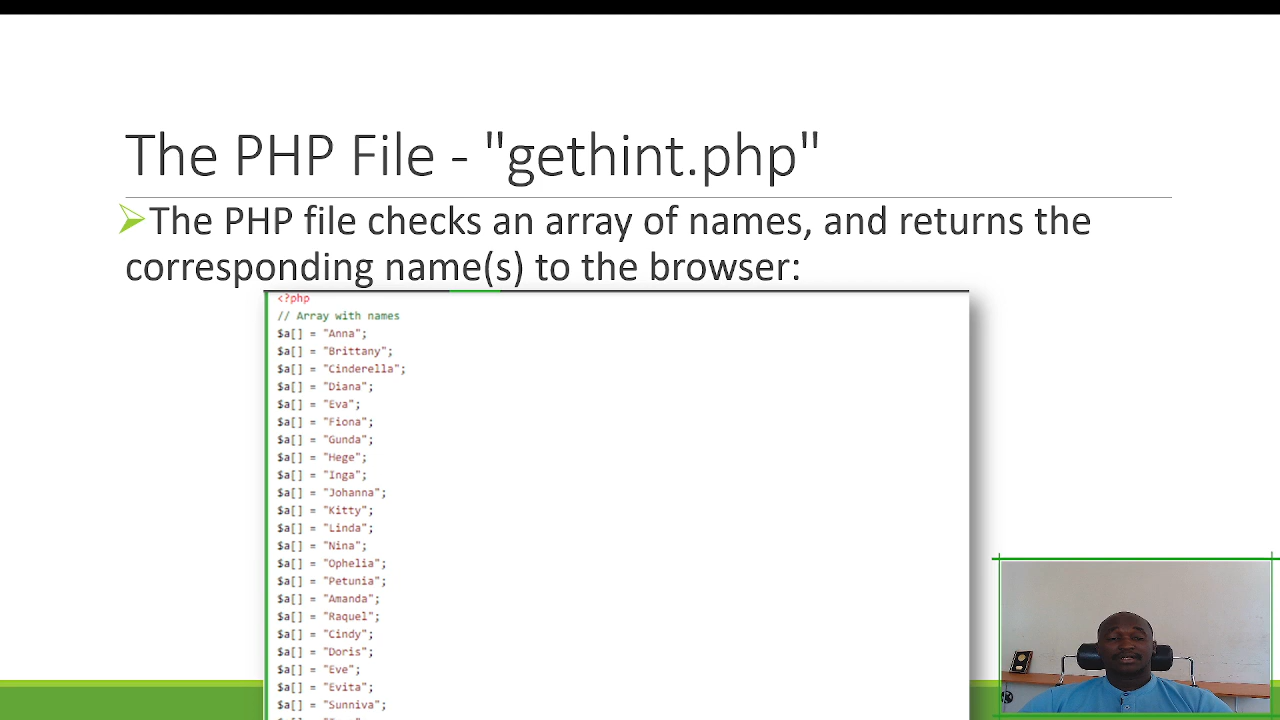 The PHP File - "gethint.php"
The PHP file checks an array of names, and returns the
corresponding name(s) to the browser:
<?php
// Array with names
$a[] = "Anna";
$a[] = "Brittany";
$a[] = "Cinderella";
$a[] = "Diana";
$a[] = "Eva";
$a[] = "Fiona";
$a[] = "Gunda";
$a[] = "Hege";
$a[] = "Inga";
$a[] = "Johanna";
$a[] = "Kitty";
$a[] = "Linda";
$a[] = "Nina";
$a[] = "Ophelia";
$a[] = "Petunia";
$a[] = "Amanda";
$a[] = "Raquel";
$a[] = "Cindy";
$a[] = "Doris";
$a[] = "Eve";
$a[] = "Evita";
$a[] = "Sunniva";